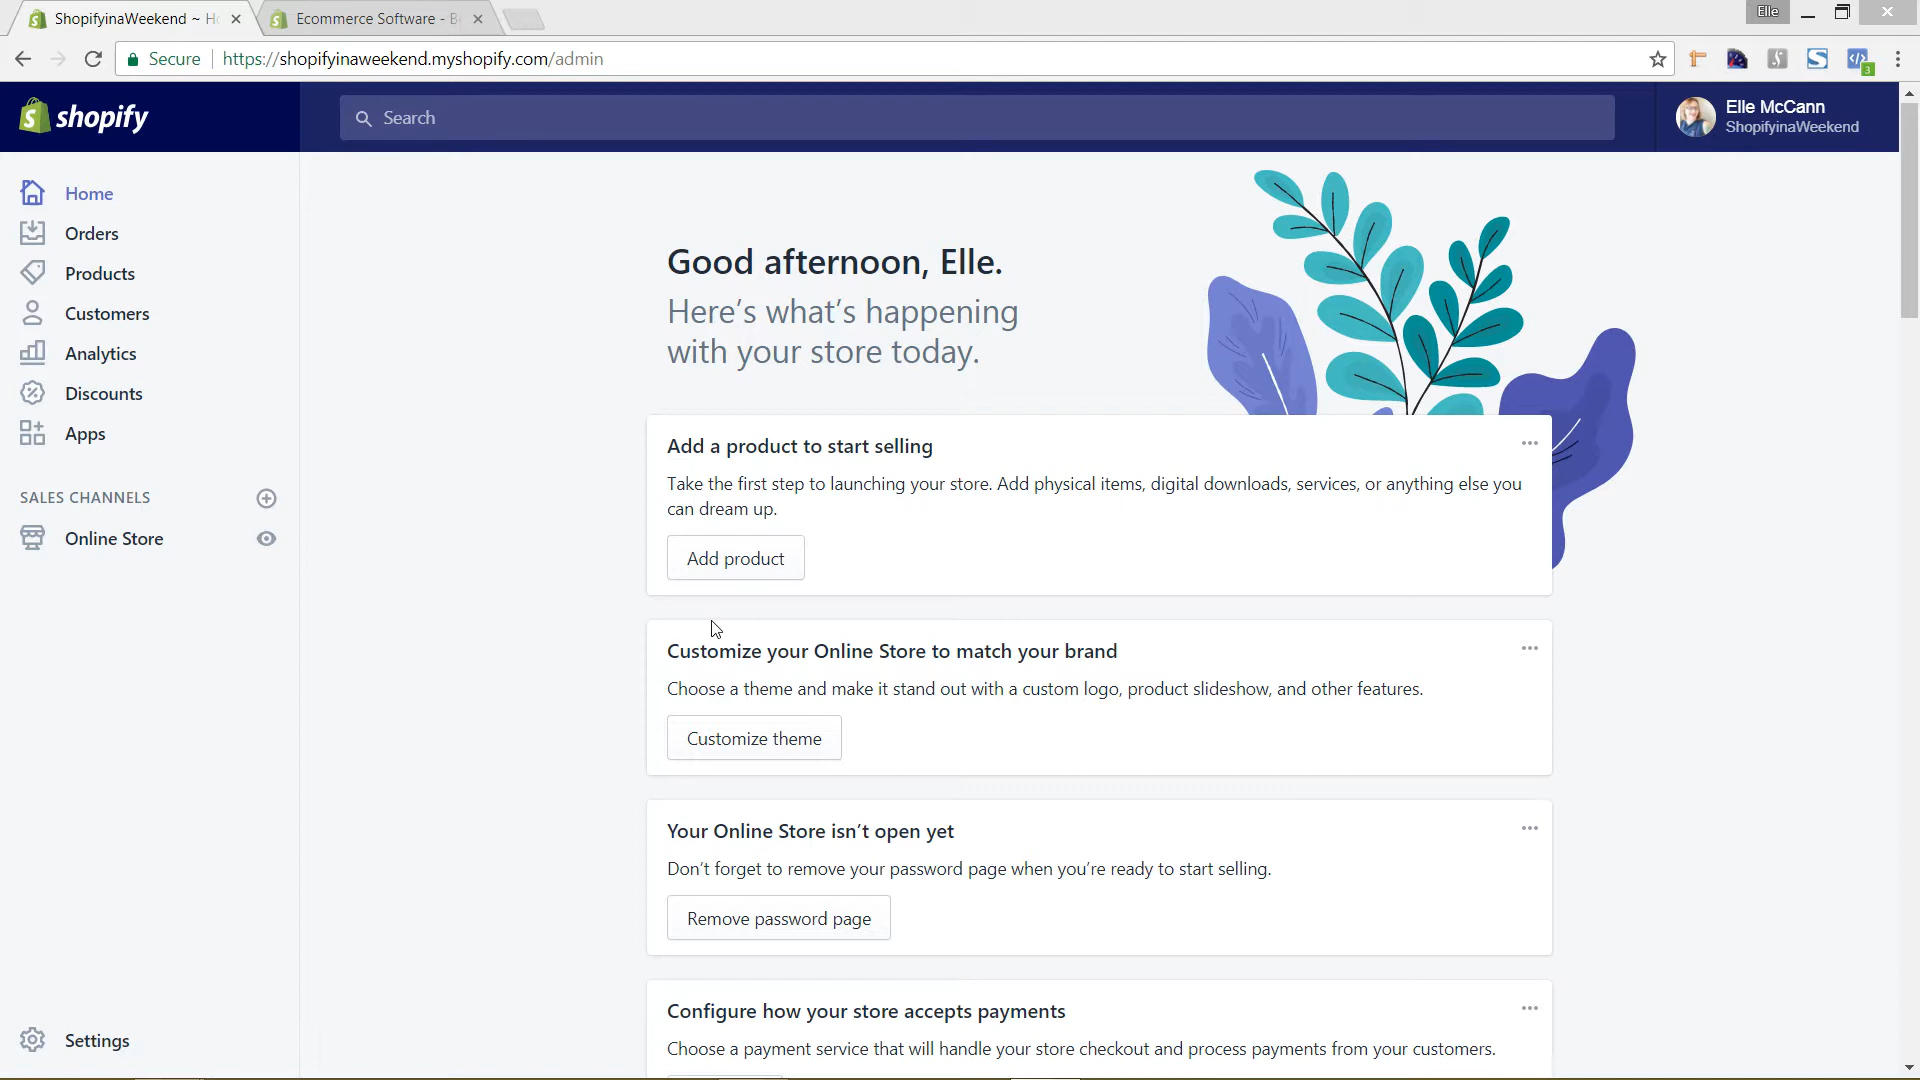 ShopifyinaWeekend ~ Ho
Ecommerce Software - B
Elle
Secure
https://shopifyinaweekend.myshopify.com/admin
3
shopify
Search
Elle McCann
ShopifyinaWeekend
Home
Orders
Products
Customers
Analytics
Discounts
Apps
SALES CHANNELS
Online Store
Settings
Good afternoon, Elle.
Here's what's happening
with your store today.
Add a product to start selling
Take the first step to launching your store. Add physical items, digital downloads, services, or anything else you
can dream up.
Add product
Customize your Online Store to match your brand
Choose a theme and make it stand out with a custom logo, product slideshow, and other features.
Customize theme
Your Online Store isn't open yet
Don't forget to remove your password page when you're ready to start selling.
Remove password page
Configure how your store accepts payments
Choose a payment service that will handle your store checkout and process payments from your customers.